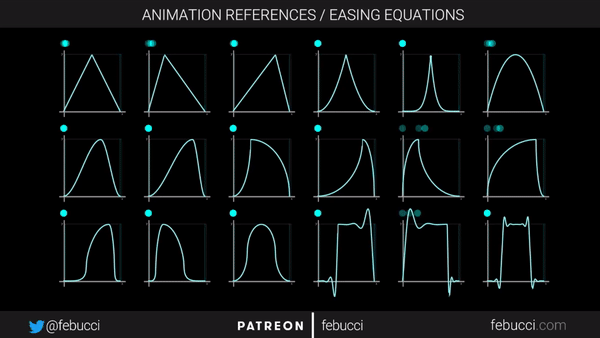 ANIMATION REFERENCES / EASING EQUATIONS
@febucci
PATREON | febucci
febucci.com